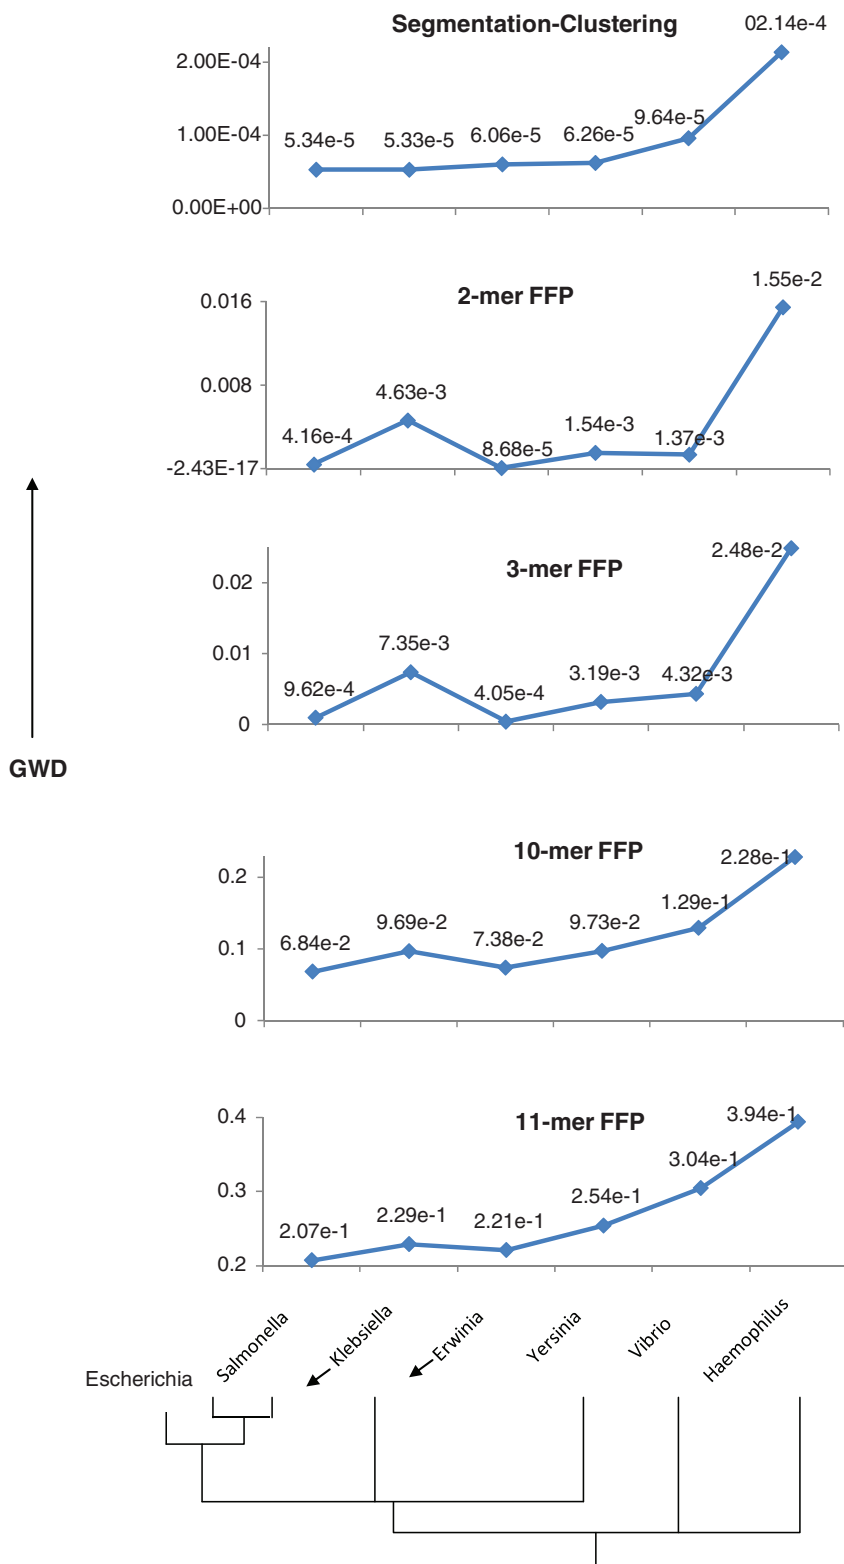 Segmentation-Clustering
02.14e-4
2.00E-04
1.00E-04
0.00E+00
5.34e-5
5.33e-5
6.06e-5
6.26e-5
9.64e-5
2-mer FFP
1.55e-2
0.016
0.008
-2.43E-17
4.16e-4
4.63e-3
8.68e-5
1.54e-3
1.37e-3
3-mer FFP
2.48e-2
0.02
0.01
0
9.62e-4
7.35e-3
4.05e-4
3.19e-3
4.32e-3
GWD
10-mer FFP
2.28e-1
0.2
0.1
0
6.84e-2
9.69e-2
7.38e-2
9.73e-2
1.29e-1
11-mer FFP
3.94e-1
0.4
0.3
0.2
2.07e-1
2.29e-1
2.21e-1
2.54e-1
3.04e-1
Escherichia
Salmonella
Klebsiella
Erwinia
Yersinia
Vibrio
Haemophilus